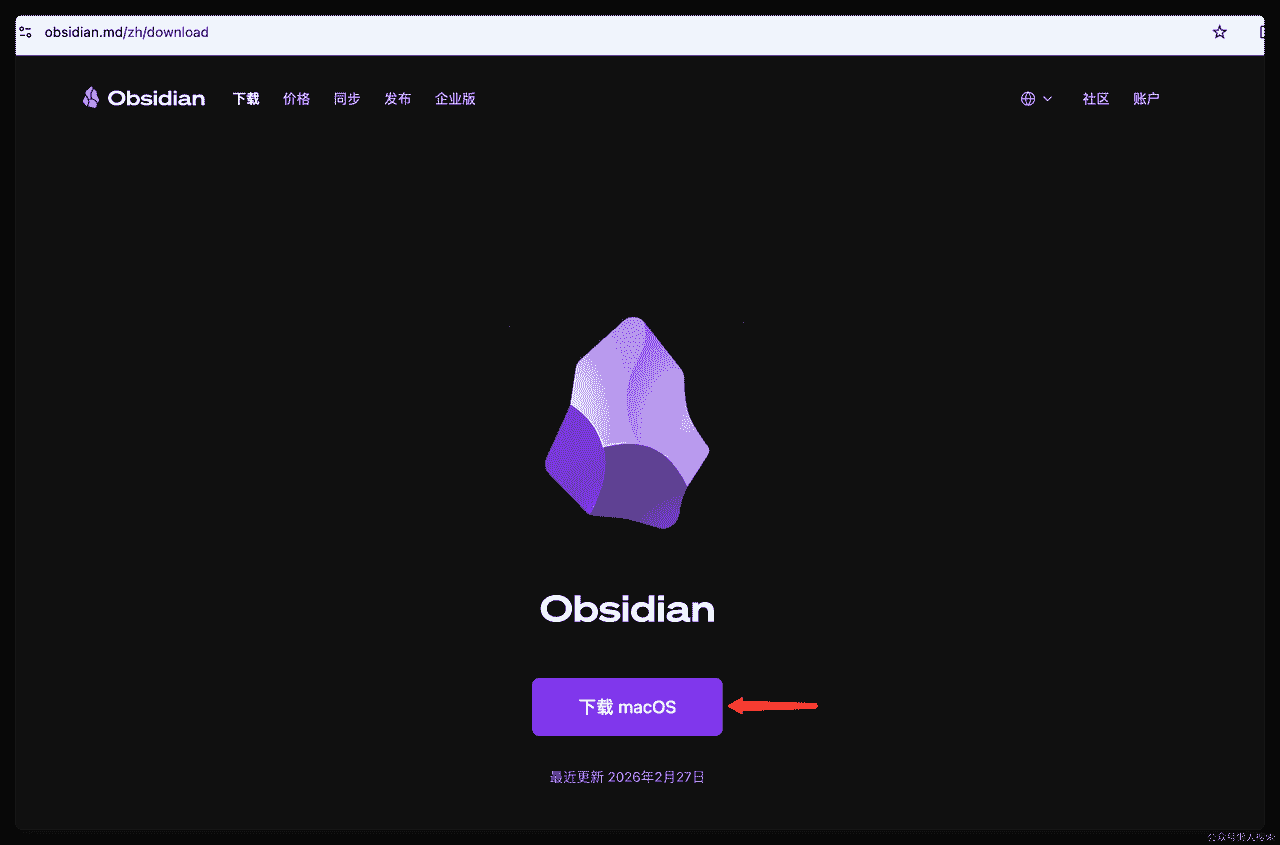 obsidian.md/zh/download
Obsidian 下载 价格 同步 发布 企业版 社区 账户
Obsidian
下载 macOS
最近更新 2026年2月27日